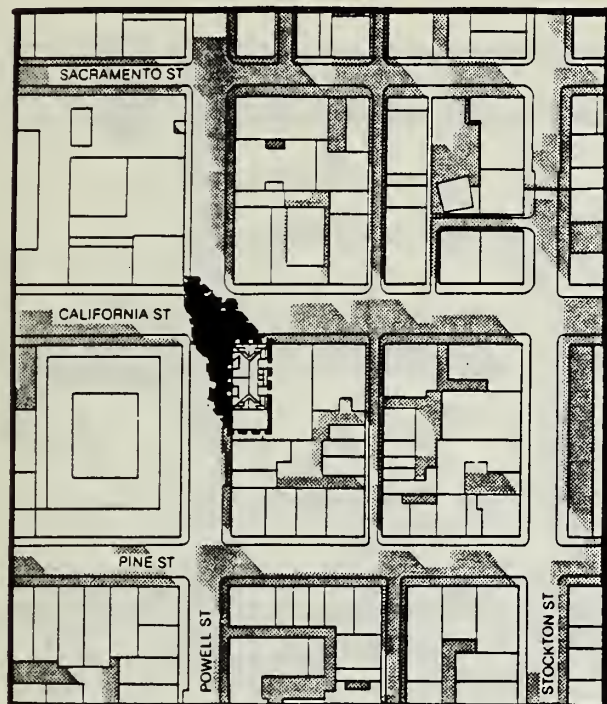 SACRAMENTO ST
CALIFORNIA ST
PINE ST
POWELL ST
STOCKTON ST